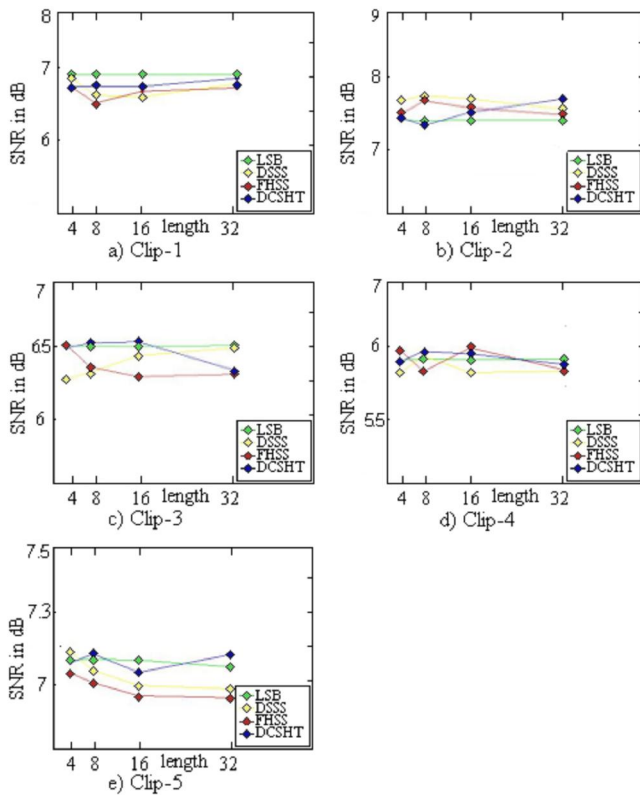 8
7
6
SNR in dB
LSB
DSSS
FHSS
DCSHT
4 8 16 length 32
a) Clip-1
9
8
7
SNR in dB
LSB
DSSS
FHSS
DCSHT
4 8 16 length 32
b) Clip-2
7
65
6
SNR in dB
LSB
DSSS
FHSS
DCSHT
4 8 16 length 32
c) Clip-3
7
6
55
SNR in dB
LSB
DSSS
FHSS
DCSHT
4 8 16 length 32
d) Clip-4
7.5
7.3
7
SNR in dB
LSB
DSSS
FHSS
DCSHT
4 8 16 length 32
e) Clip-5